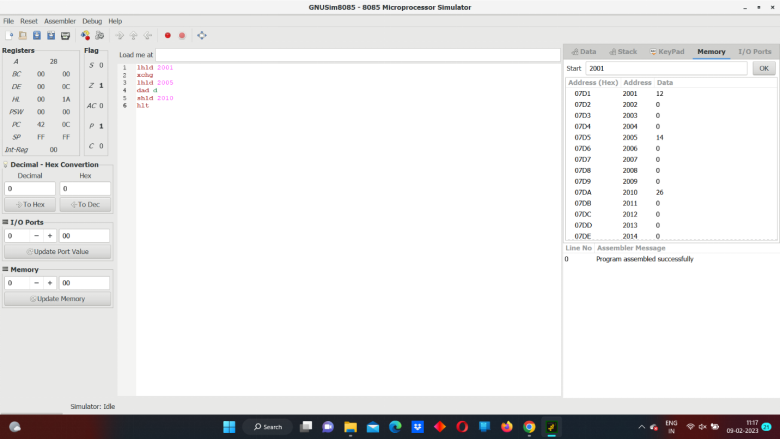 GNUSim8085 - 8085 Microprocessor Simulator
File Reset Assembler Debug Help
Registers
A 28
BC 00 00
DE 00 0C
HL 00 1A
PSW 00 00
PC 42 0C
SP FF FF
Int-Reg 00
Flag
S 0
Z 1
AC 0
P 1
C 0
Decimal - Hex Convertion
Decimal Hex
0 0
To Hex To Dec
I/O Ports
0 - + 00
Update Port Value
Memory
0 - + 00
Update Memory
Load me at
1 lhld 2001
2 xchg
3 lhld 2005
4 dad d
5 shld 2010
6 hlt
Data Stack KeyPad Memory I/O Ports
Start 2001 OK
Address (Hex) Address Data
07D1 2001 12
07D2 2002 0
07D3 2003 0
07D4 2004 0
07D5 2005 14
07D6 2006 0
07D7 2007 0
07D8 2008 0
07D9 2009 0
07DA 2010 26
07DB 2011 0
07DC 2012 0
07DD 2013 0
07DE 2014 0
Line No Assembler Message
0 Program assembled successfully
Simulator: Idle
Search
ENG
IN
11:17
09-02-2023